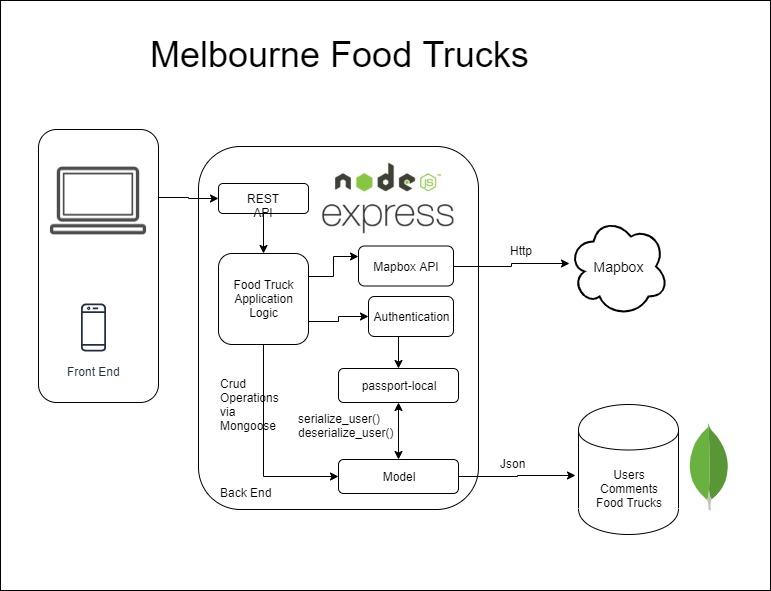 Melbourne Food Trucks
node
JS
express
REST
API
Food Truck
Application
Logic
Mapbox API
Http
Mapbox
Authentication
Front End
passport-local
Crud
Operations
via
Mongoose
serialize_user()
deserialize_user()
Model
Json
Users
Comments
Food Trucks
Back End